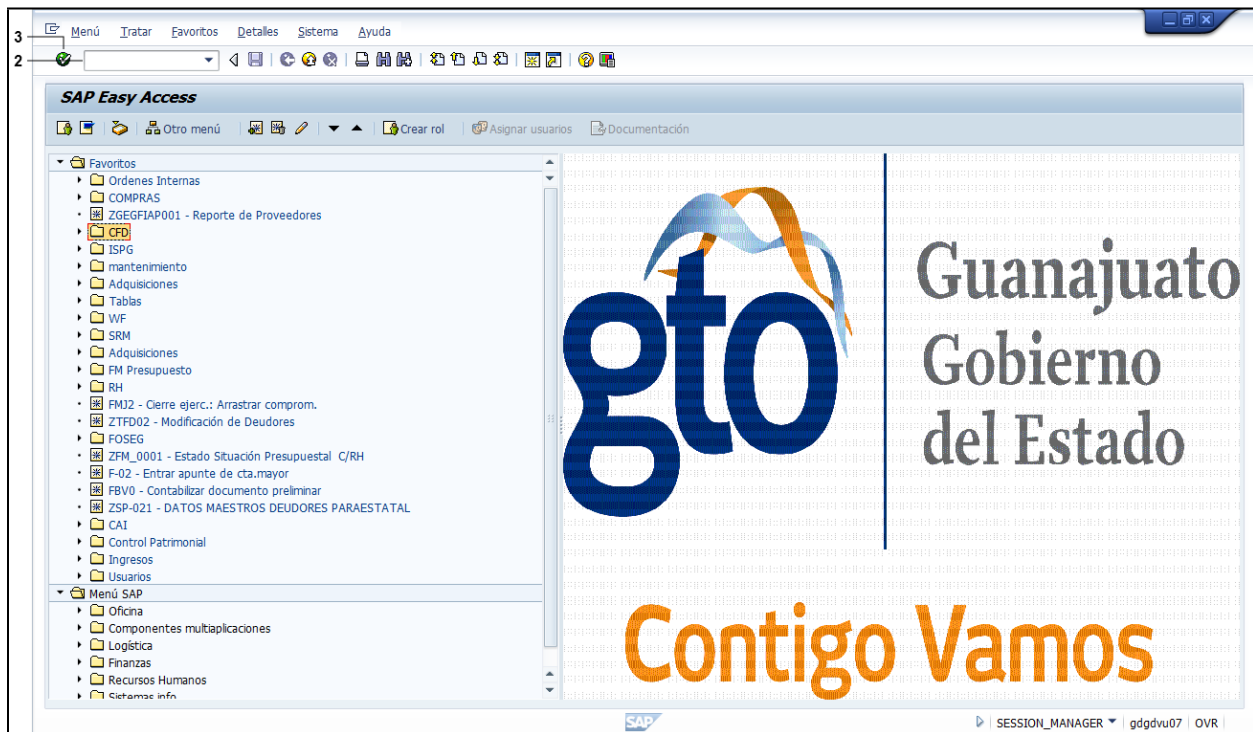 Menú Tratar Favoritos Detalles Sistema Ayuda
3
2
SAP Easy Access
Otro menú Crear rol Asignar usuarios Documentación
Favoritos
Ordenes Internas
COMPRAS
ZGEGFIAP001 - Reporte de Proveedores
CFD
ISPG
mantenimiento
Adquisiciones
Tablas
WF
SRM
Adquisiciones
FM Presupuesto
RH
FMJ2 - Cierre ejerc.: Arrastrar comprom.
ZTFD02 - Modificación de Deudores
FOSEG
ZFM_0001 - Estado Situación Presupuestal C/RH
F-02 - Entrar apunte de cta.mayor
FBV0 - Contabilizar documento preliminar
ZSP-021 - DATOS MAESTROS DEUDORES PARAESTATAL
CAI
Control Patrimonial
Ingresos
Usuarios
Menú SAP
Oficina
Componentes multiaplicaciones
Logística
Finanzas
Recursos Humanos
Sistemas info
gto
Guanajuato
Gobierno
del Estado
Contigo Vamos
SAP
SESSION_MANAGER gdgdvu07 OVR